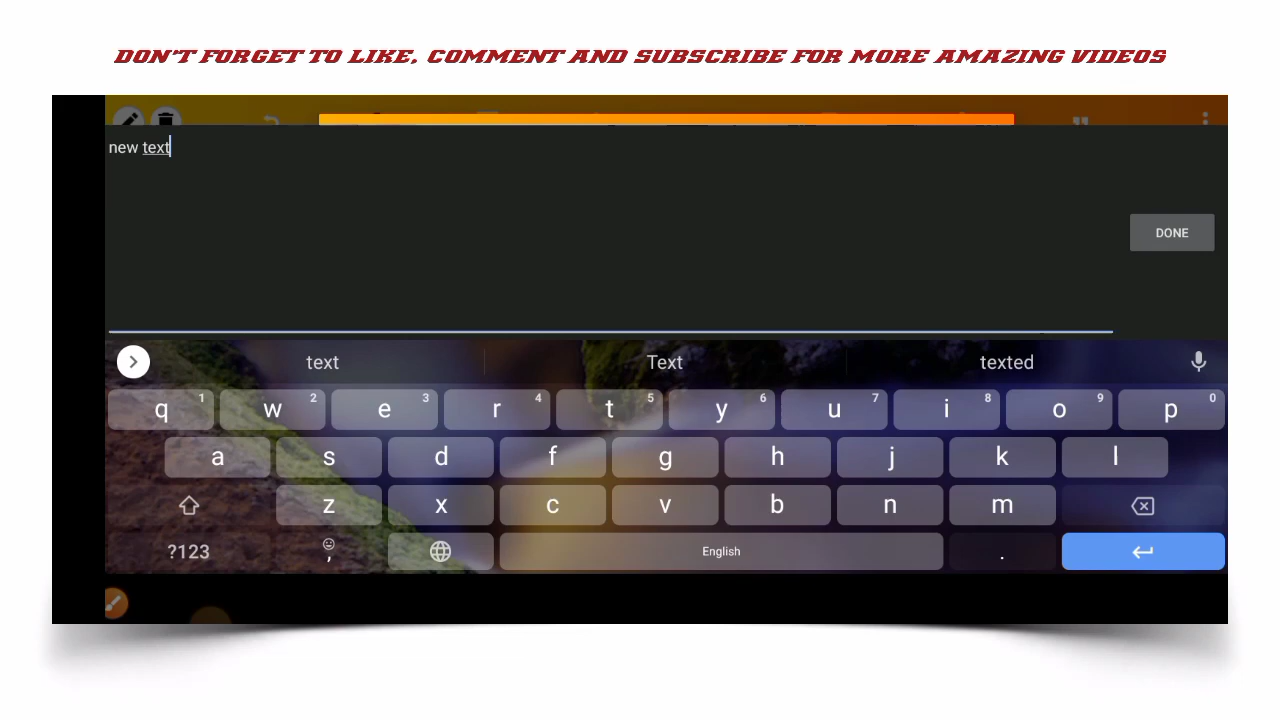 DON'T FORGET TO LIKE, COMMENT AND SUBSCRIBE FOR MORE AMAZING VIDEOS
new text
DONE
text Text texted
q 1 w 2 e 3 r 4 t 5 y 6 u 7 i 8 o 9 p 0
a s d f g h j k l
z x c v b n m
?123 , English .